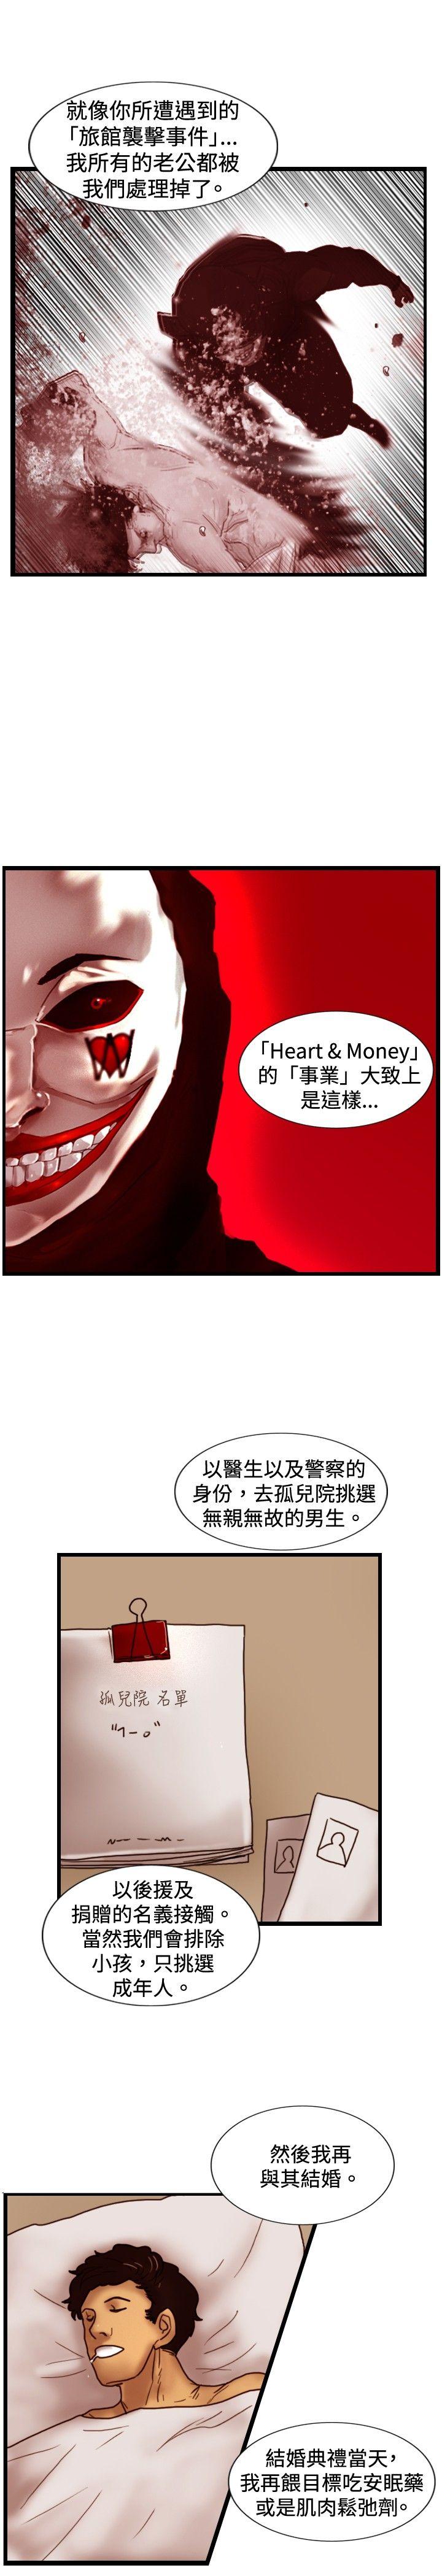 就像你所遭遇到的
「旅館襲擊事件」...
我所有的老公都被
我們處理掉了。
「Heart & Money」
的「事業」大致上
是這樣...
以醫生以及警察的
身份，去孤兒院挑選
無親無故的男生。
孤兒院 名單
以後援及
捐贈的名義接觸。
當然我們會排除
小孩，只挑選
成年人。
然後我再
與其結婚。
結婚典禮當天，
我再餵目標吃安眠藥
或是肌肉鬆弛劑。